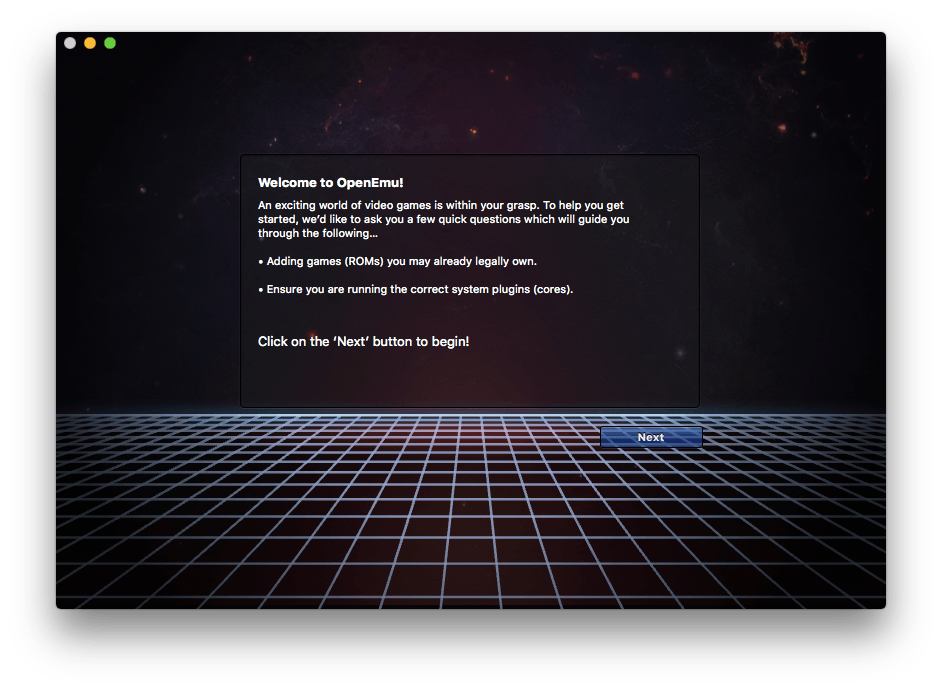 Welcome to OpenEmu!
An exciting world of video games is within your grasp. To help you get
started, we’d like to ask you a few quick questions which will guide you
through the following…
• Adding games (ROMs) you may already legally own.
• Ensure you are running the correct system plugins (cores).
Click on the ‘Next’ button to begin!
Next